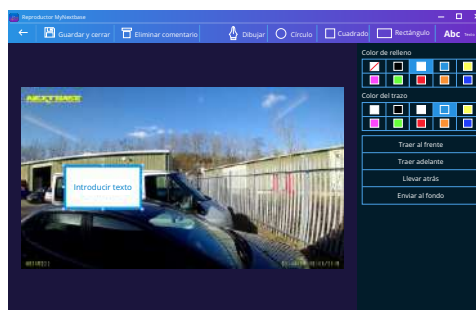 Reproductor MyNextbase
Guardar y cerrar
Eliminar comentario
Dibujar
Círculo
Cuadrado
Rectángulo
Abc Texto
Color de relleno
NEXTBASE
Color del trazo
Traer al frente
Traer adelante
Introducir texto
Llevar atrás
Enviar al fondo